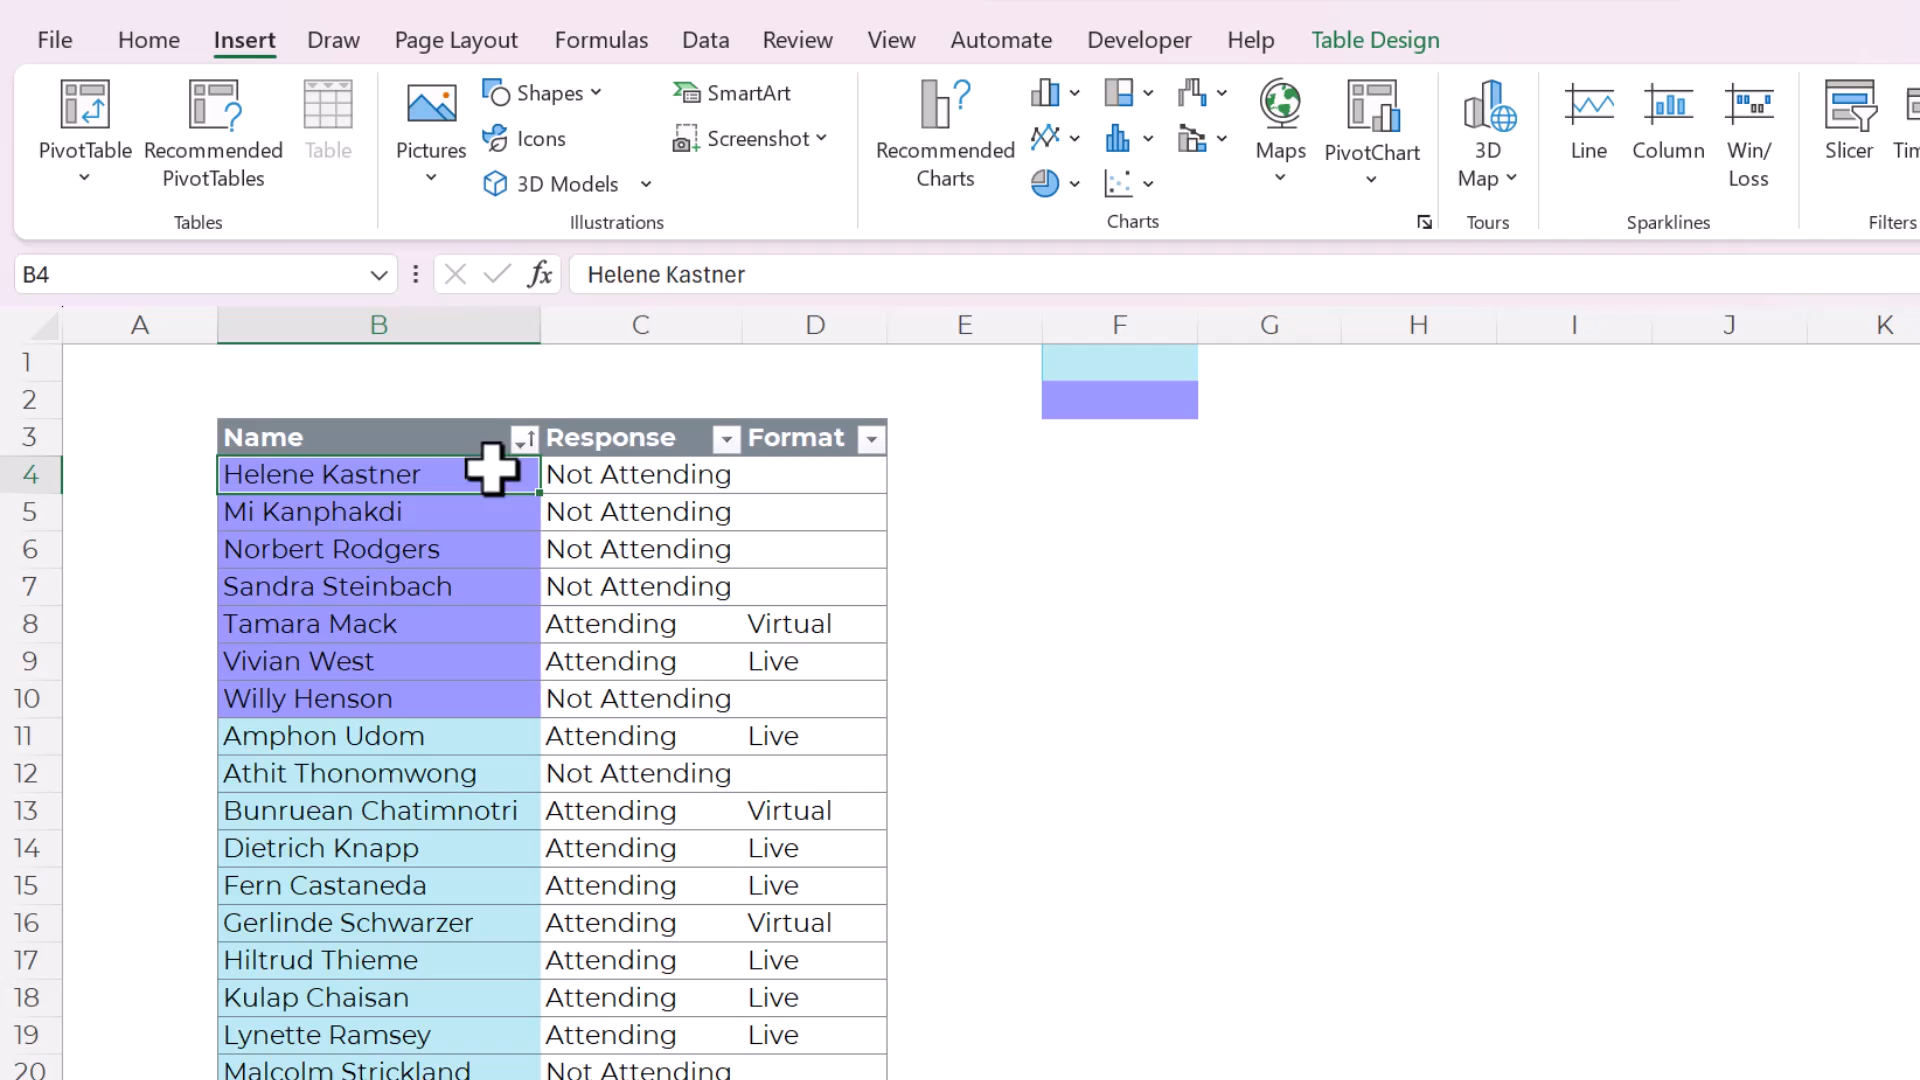 File Home Insert Draw Page Layout Formulas Data Review View Automate Developer Help Table Design
PivotTable
Recommended PivotTables
Table
Tables
Pictures
Shapes
Icons
3D Models
SmartArt
Screenshot
Illustrations
Recommended Charts
Maps
PivotChart
Charts
3D Map
Tours
Line
Column
Win/ Loss
Sparklines
Slicer
Filters
B4 fx Helene Kastner
A B C D E F G H I J K
1
2
3 Name Response Format
4 Helene Kastner Not Attending
5 Mi Kanphakdi Not Attending
6 Norbert Rodgers Not Attending
7 Sandra Steinbach Not Attending
8 Tamara Mack Attending Virtual
9 Vivian West Attending Live
10 Willy Henson Not Attending
11 Amphon Udom Attending Live
12 Athit Thonomwong Not Attending
13 Bunruean Chatimnotri Attending Virtual
14 Dietrich Knapp Attending Live
15 Fern Castaneda Attending Live
16 Gerlinde Schwarzer Attending Virtual
17 Hiltrud Thieme Attending Live
18 Kulap Chaisan Attending Live
19 Lynette Ramsey Attending Live
20 Malcolm Strickland Not Attending